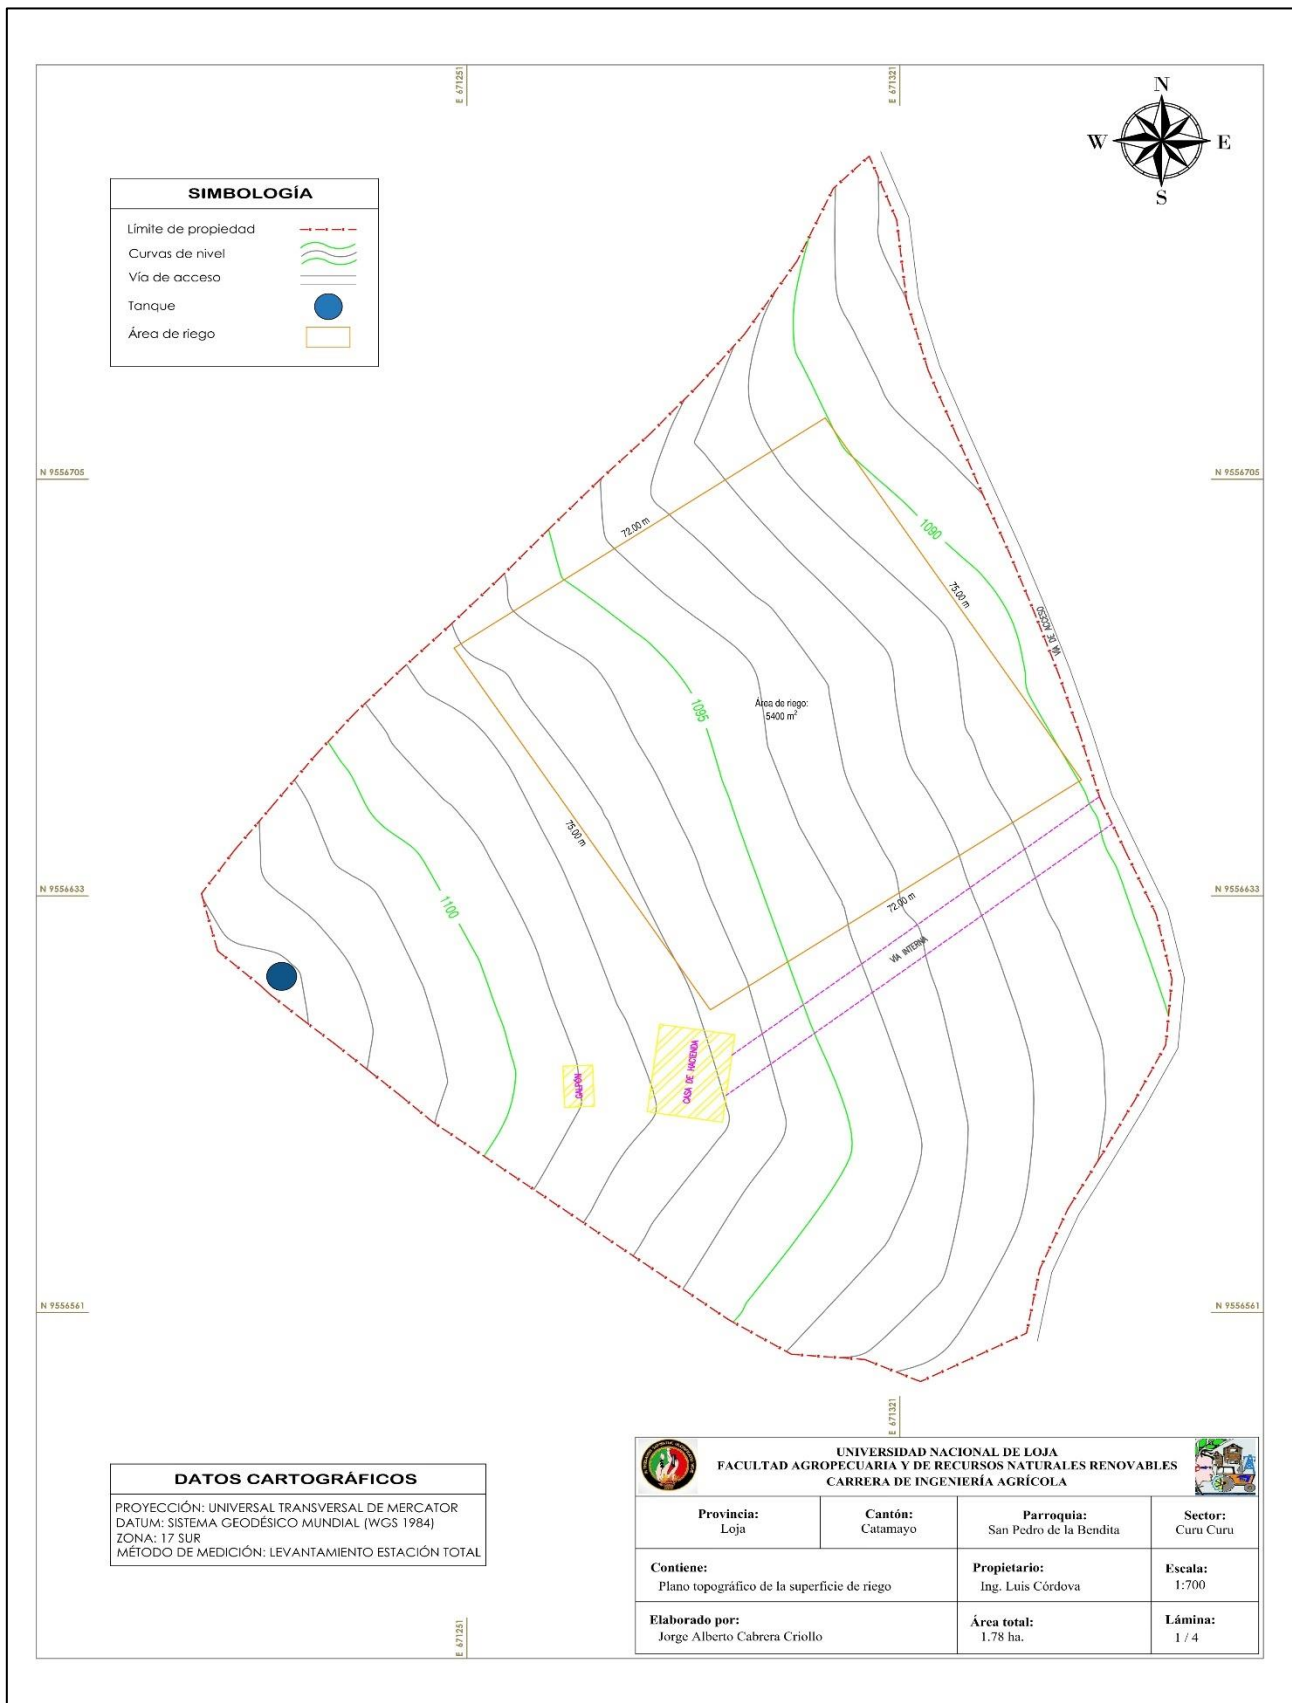 E 671251
E 671321
N
W
E
S
SIMBOLOGÍA
Límite de propiedad
Curvas de nivel
Vía de acceso
Tanque
Área de riego
N 9556705
N 9556705
72.00 m
1090
75.00 m
VÍA DE ACCESO
1095
Área de riego:
5400 m²
75.00 m
N 9556633
N 9556633
1100
72.00 m
VÍA INTERNA
CASA DE HACIENDA
GALPÓN
N 9556561
N 9556561
E 671321
DATOS CARTOGRÁFICOS
PROYECCIÓN: UNIVERSAL TRANSVERSAL DE MERCATOR
DATUM: SISTEMA GEODÉSICO MUNDIAL (WGS 1984)
ZONA: 17 SUR
MÉTODO DE MEDICIÓN: LEVANTAMIENTO ESTACIÓN TOTAL
E 671251
UNIVERSIDAD NACIONAL DE LOJA
FACULTAD AGROPECUARIA Y DE RECURSOS NATURALES RENOVABLES
CARRERA DE INGENIERÍA AGRÍCOLA
Provincia:
Loja
Cantón:
Catamayo
Parroquia:
San Pedro de la Bendita
Sector:
Curu Curu
Contiene:
Plano topográfico de la superficie de riego
Propietario:
Ing. Luis Córdova
Escala:
1:700
Elaborado por:
Jorge Alberto Cabrera Criollo
Área total:
1.78 ha.
Lámina:
1 / 4